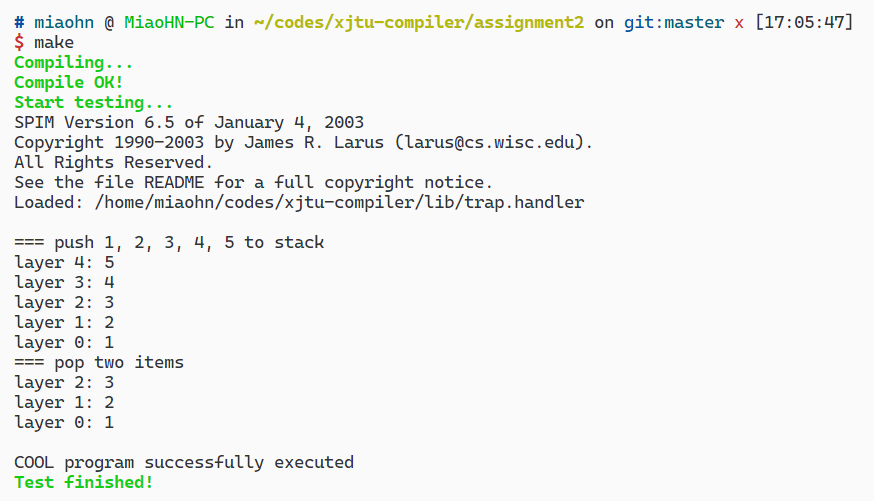 # miaohn @ MiaoHN-PC in ~/codes/xjtu-compiler/assignment2 on git:master x [17:05:47]
$ make
Compiling...
Compile OK!
Start testing...
SPIM Version 6.5 of January 4, 2003
Copyright 1990-2003 by James R. Larus (larus@cs.wisc.edu).
All Rights Reserved.
See the file README for a full copyright notice.
Loaded: /home/miaohn/codes/xjtu-compiler/lib/trap.handler
=== push 1, 2, 3, 4, 5 to stack
layer 4: 5
layer 3: 4
layer 2: 3
layer 1: 2
layer 0: 1
=== pop two items
layer 2: 3
layer 1: 2
layer 0: 1
COOL program successfully executed
Test finished!